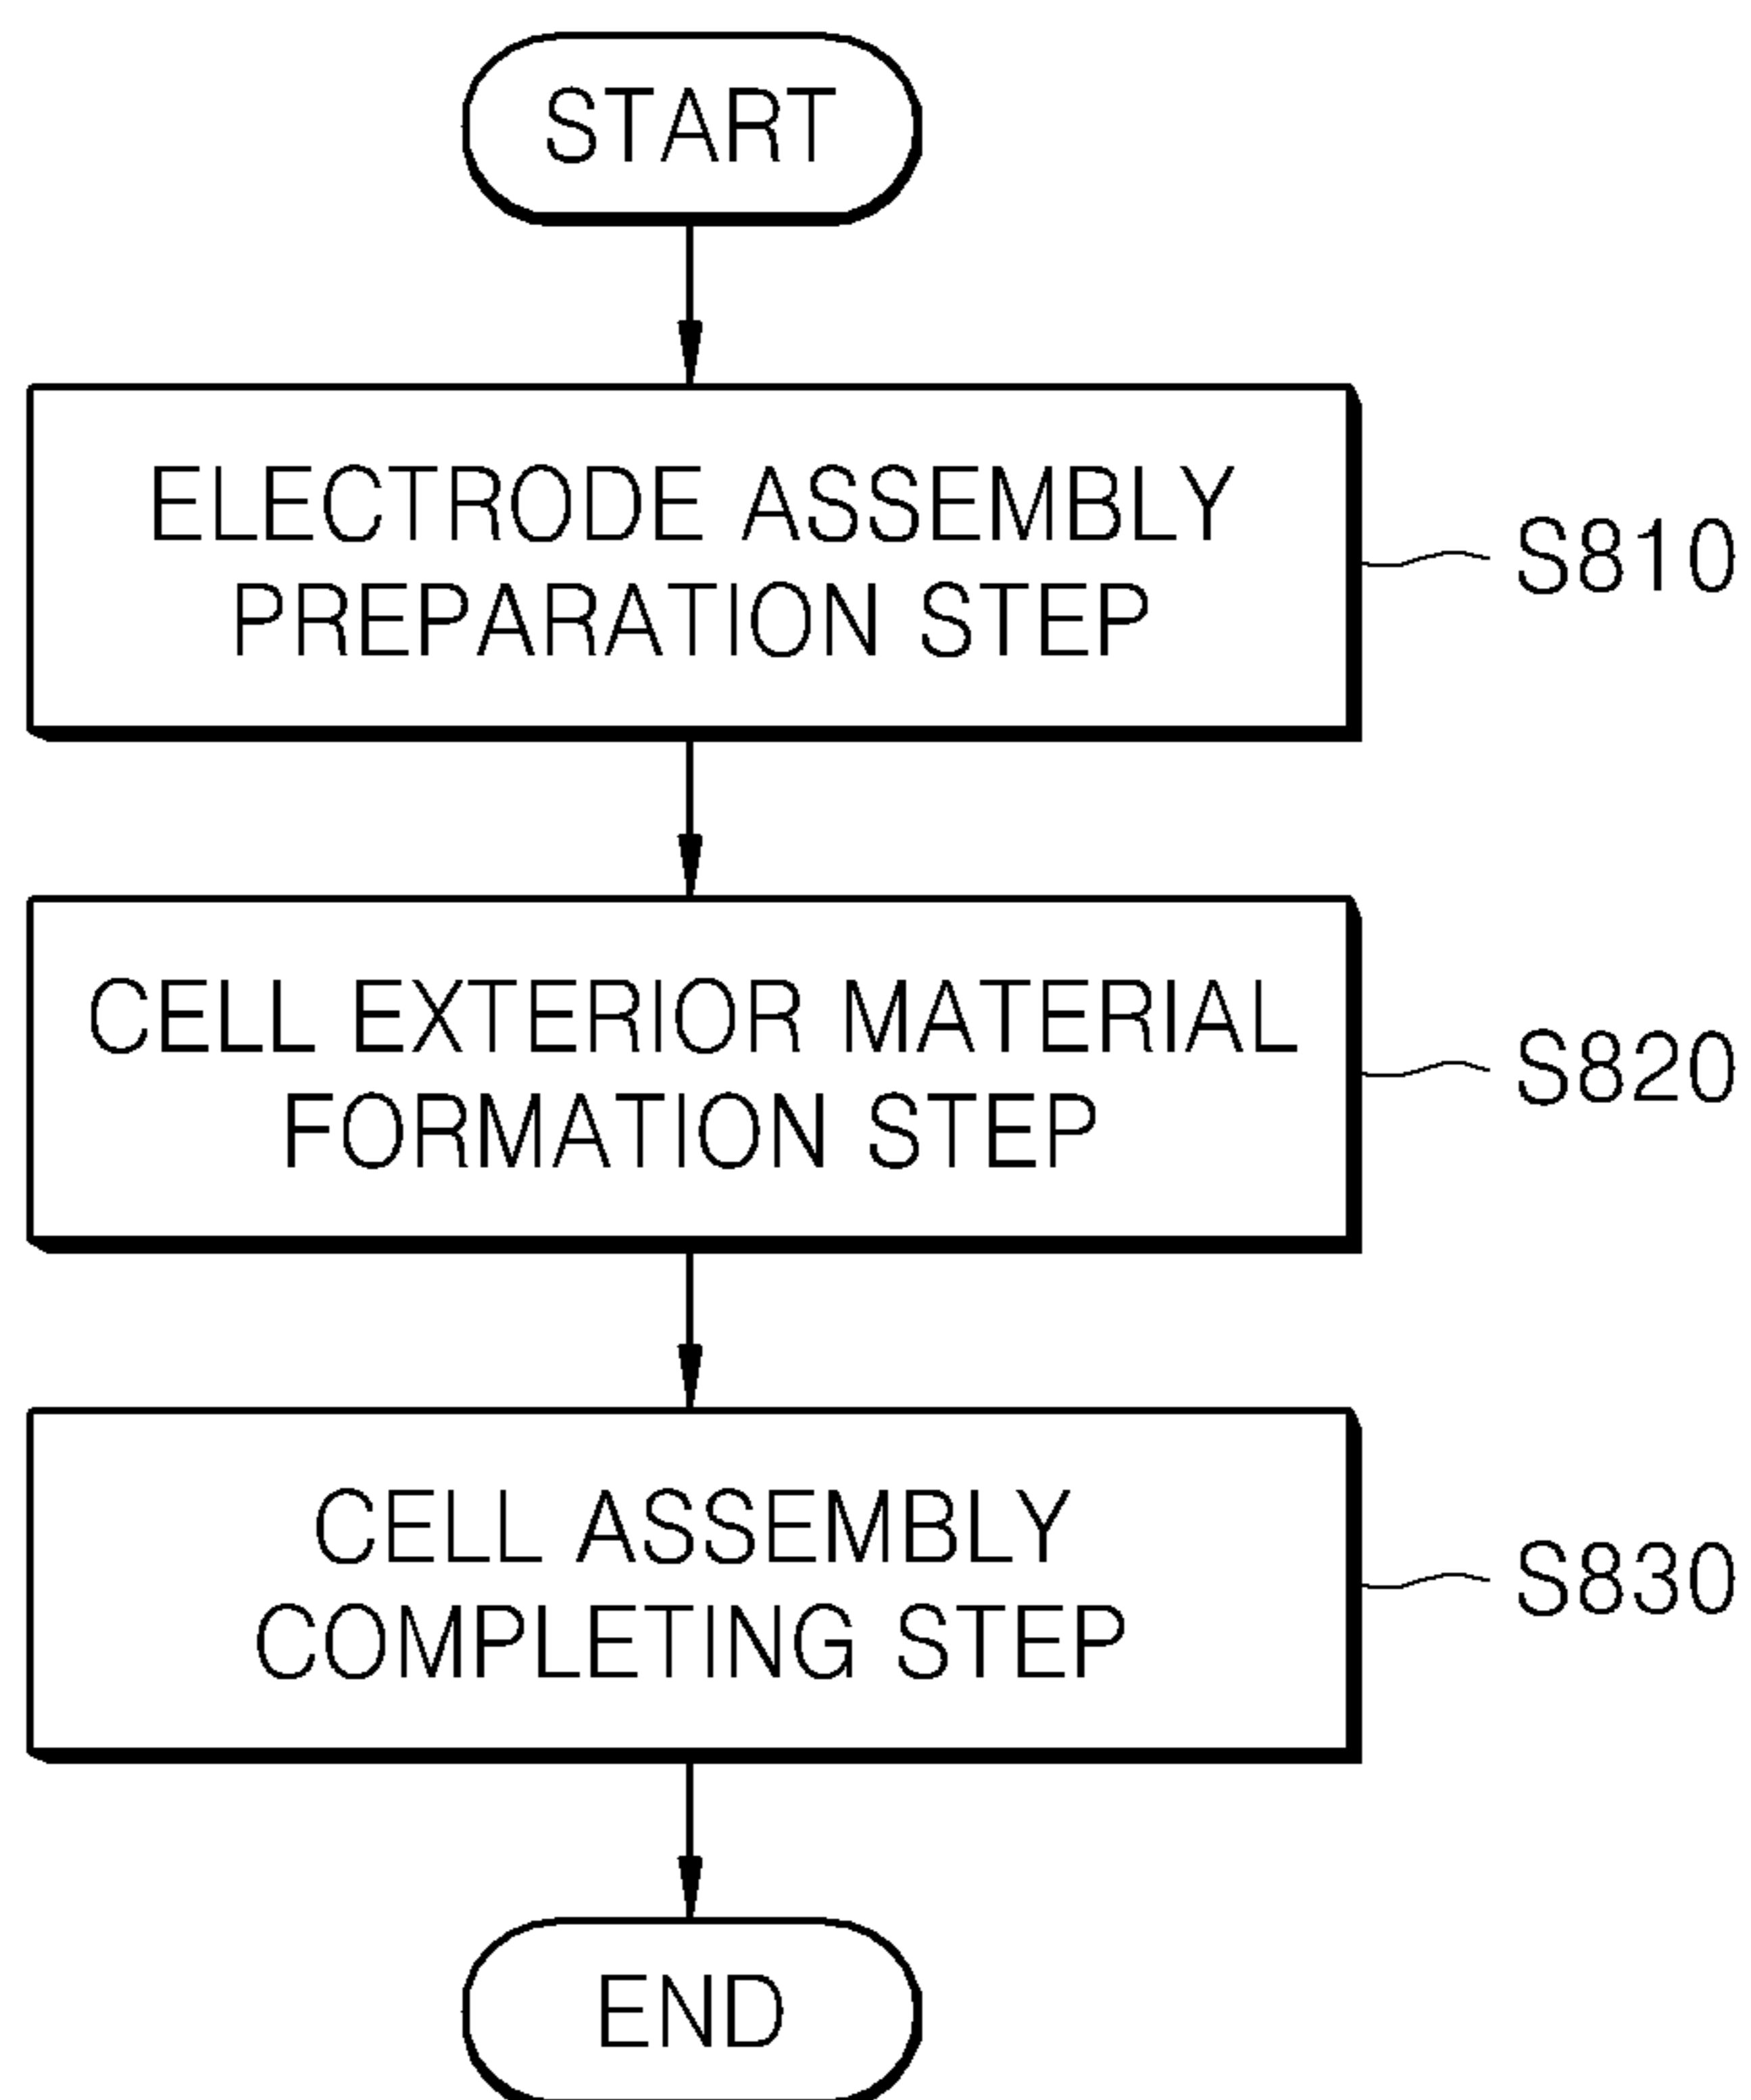 START
ELECTRODE ASSEMBLY
PREPARATION STEP
S810
CELL EXTERIOR MATERIAL
FORMATION STEP
S820
CELL ASSEMBLY
COMPLETING STEP
S830
END